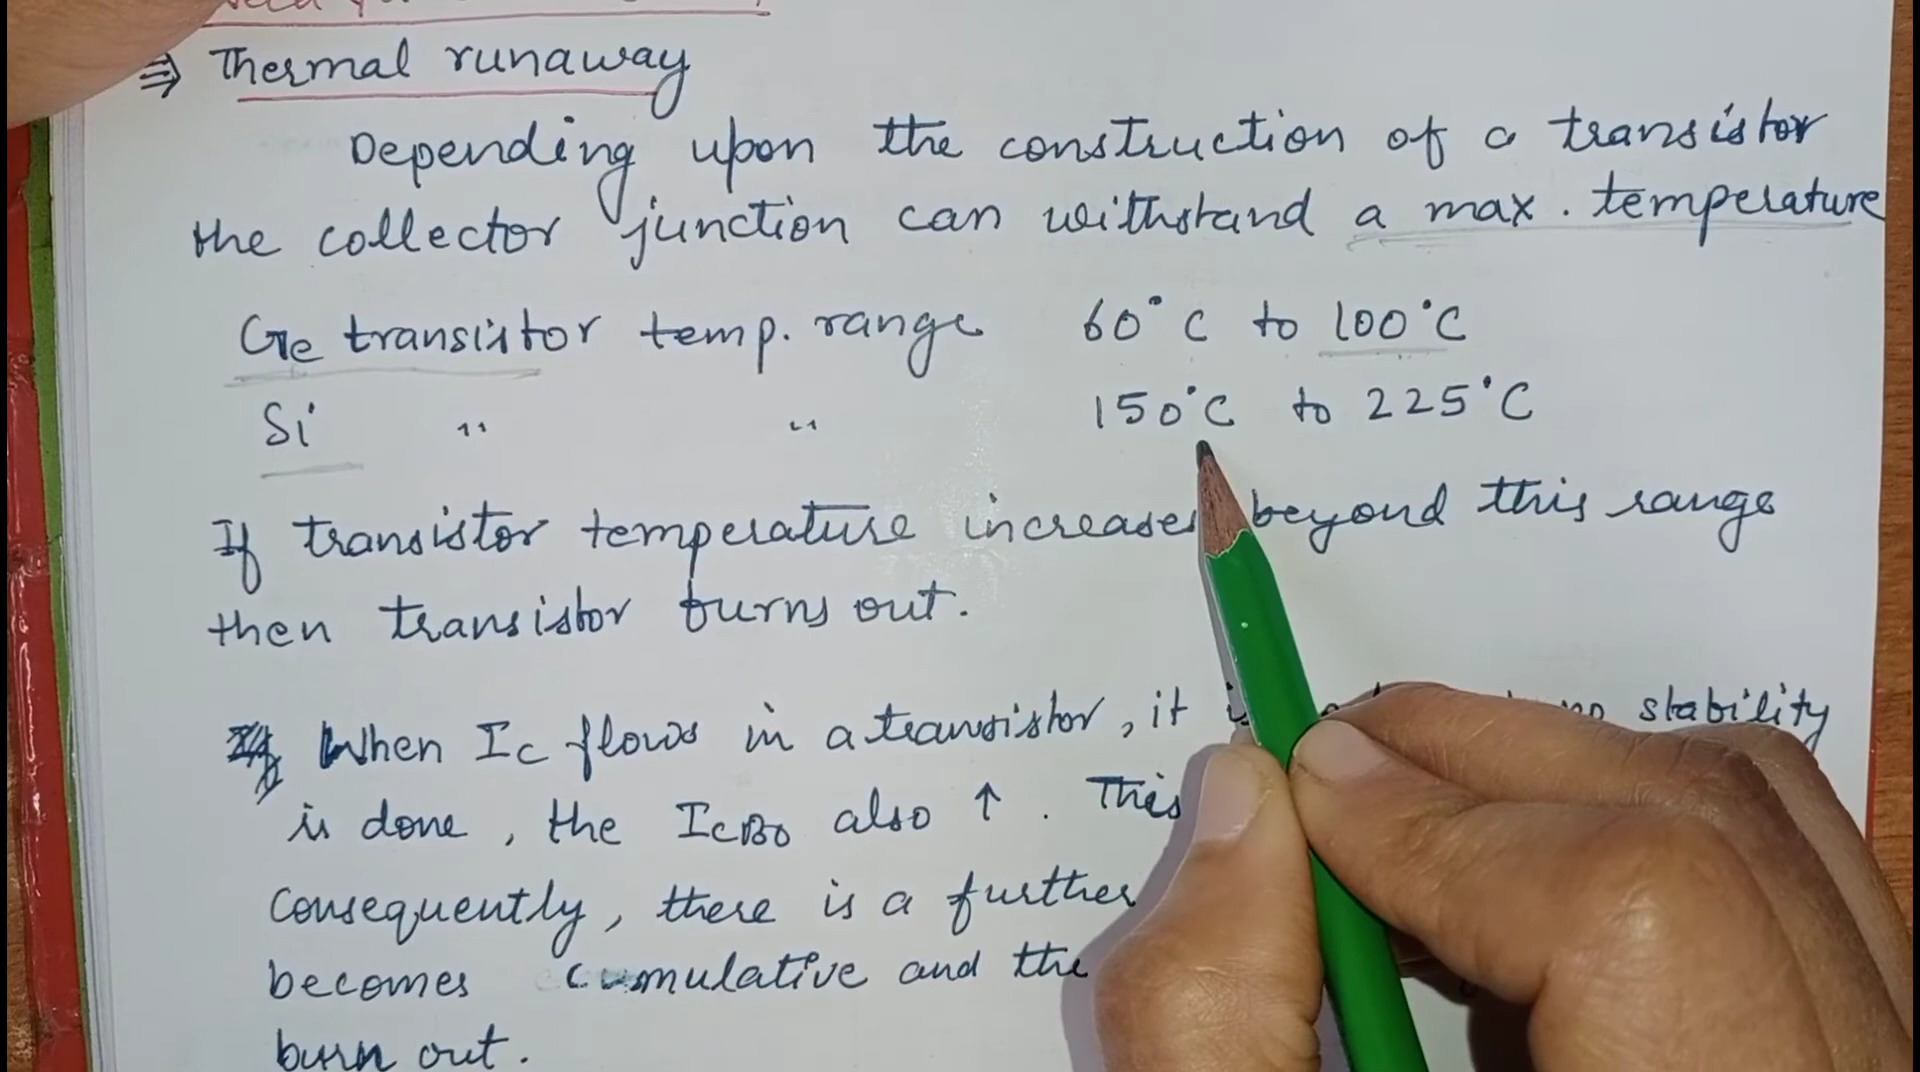 ⇒ Thermal runaway
Depending upon the construction of a transistor
the collector junction can withstand a max. temperature
Ge transistor temp. range 60°C to 100°C
Si " " 150°C to 225°C
If transistor temperature increases beyond this range
then transistor burns out.
When Ic flows in a transistor, it stability
is done, the ICBO also ↑. This
Consequently, there is a further
becomes cumulative and the
burn out.